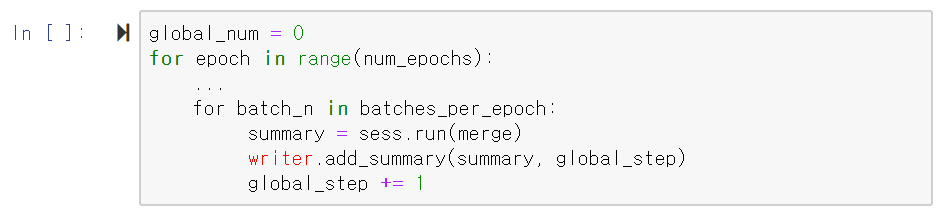 In [ ]:
global_num = 0
for epoch in range(num_epochs):
    ...
    for batch_n in batches_per_epoch:
        summary = sess.run(merge)
        writer.add_summary(summary, global_step)
        global_step += 1